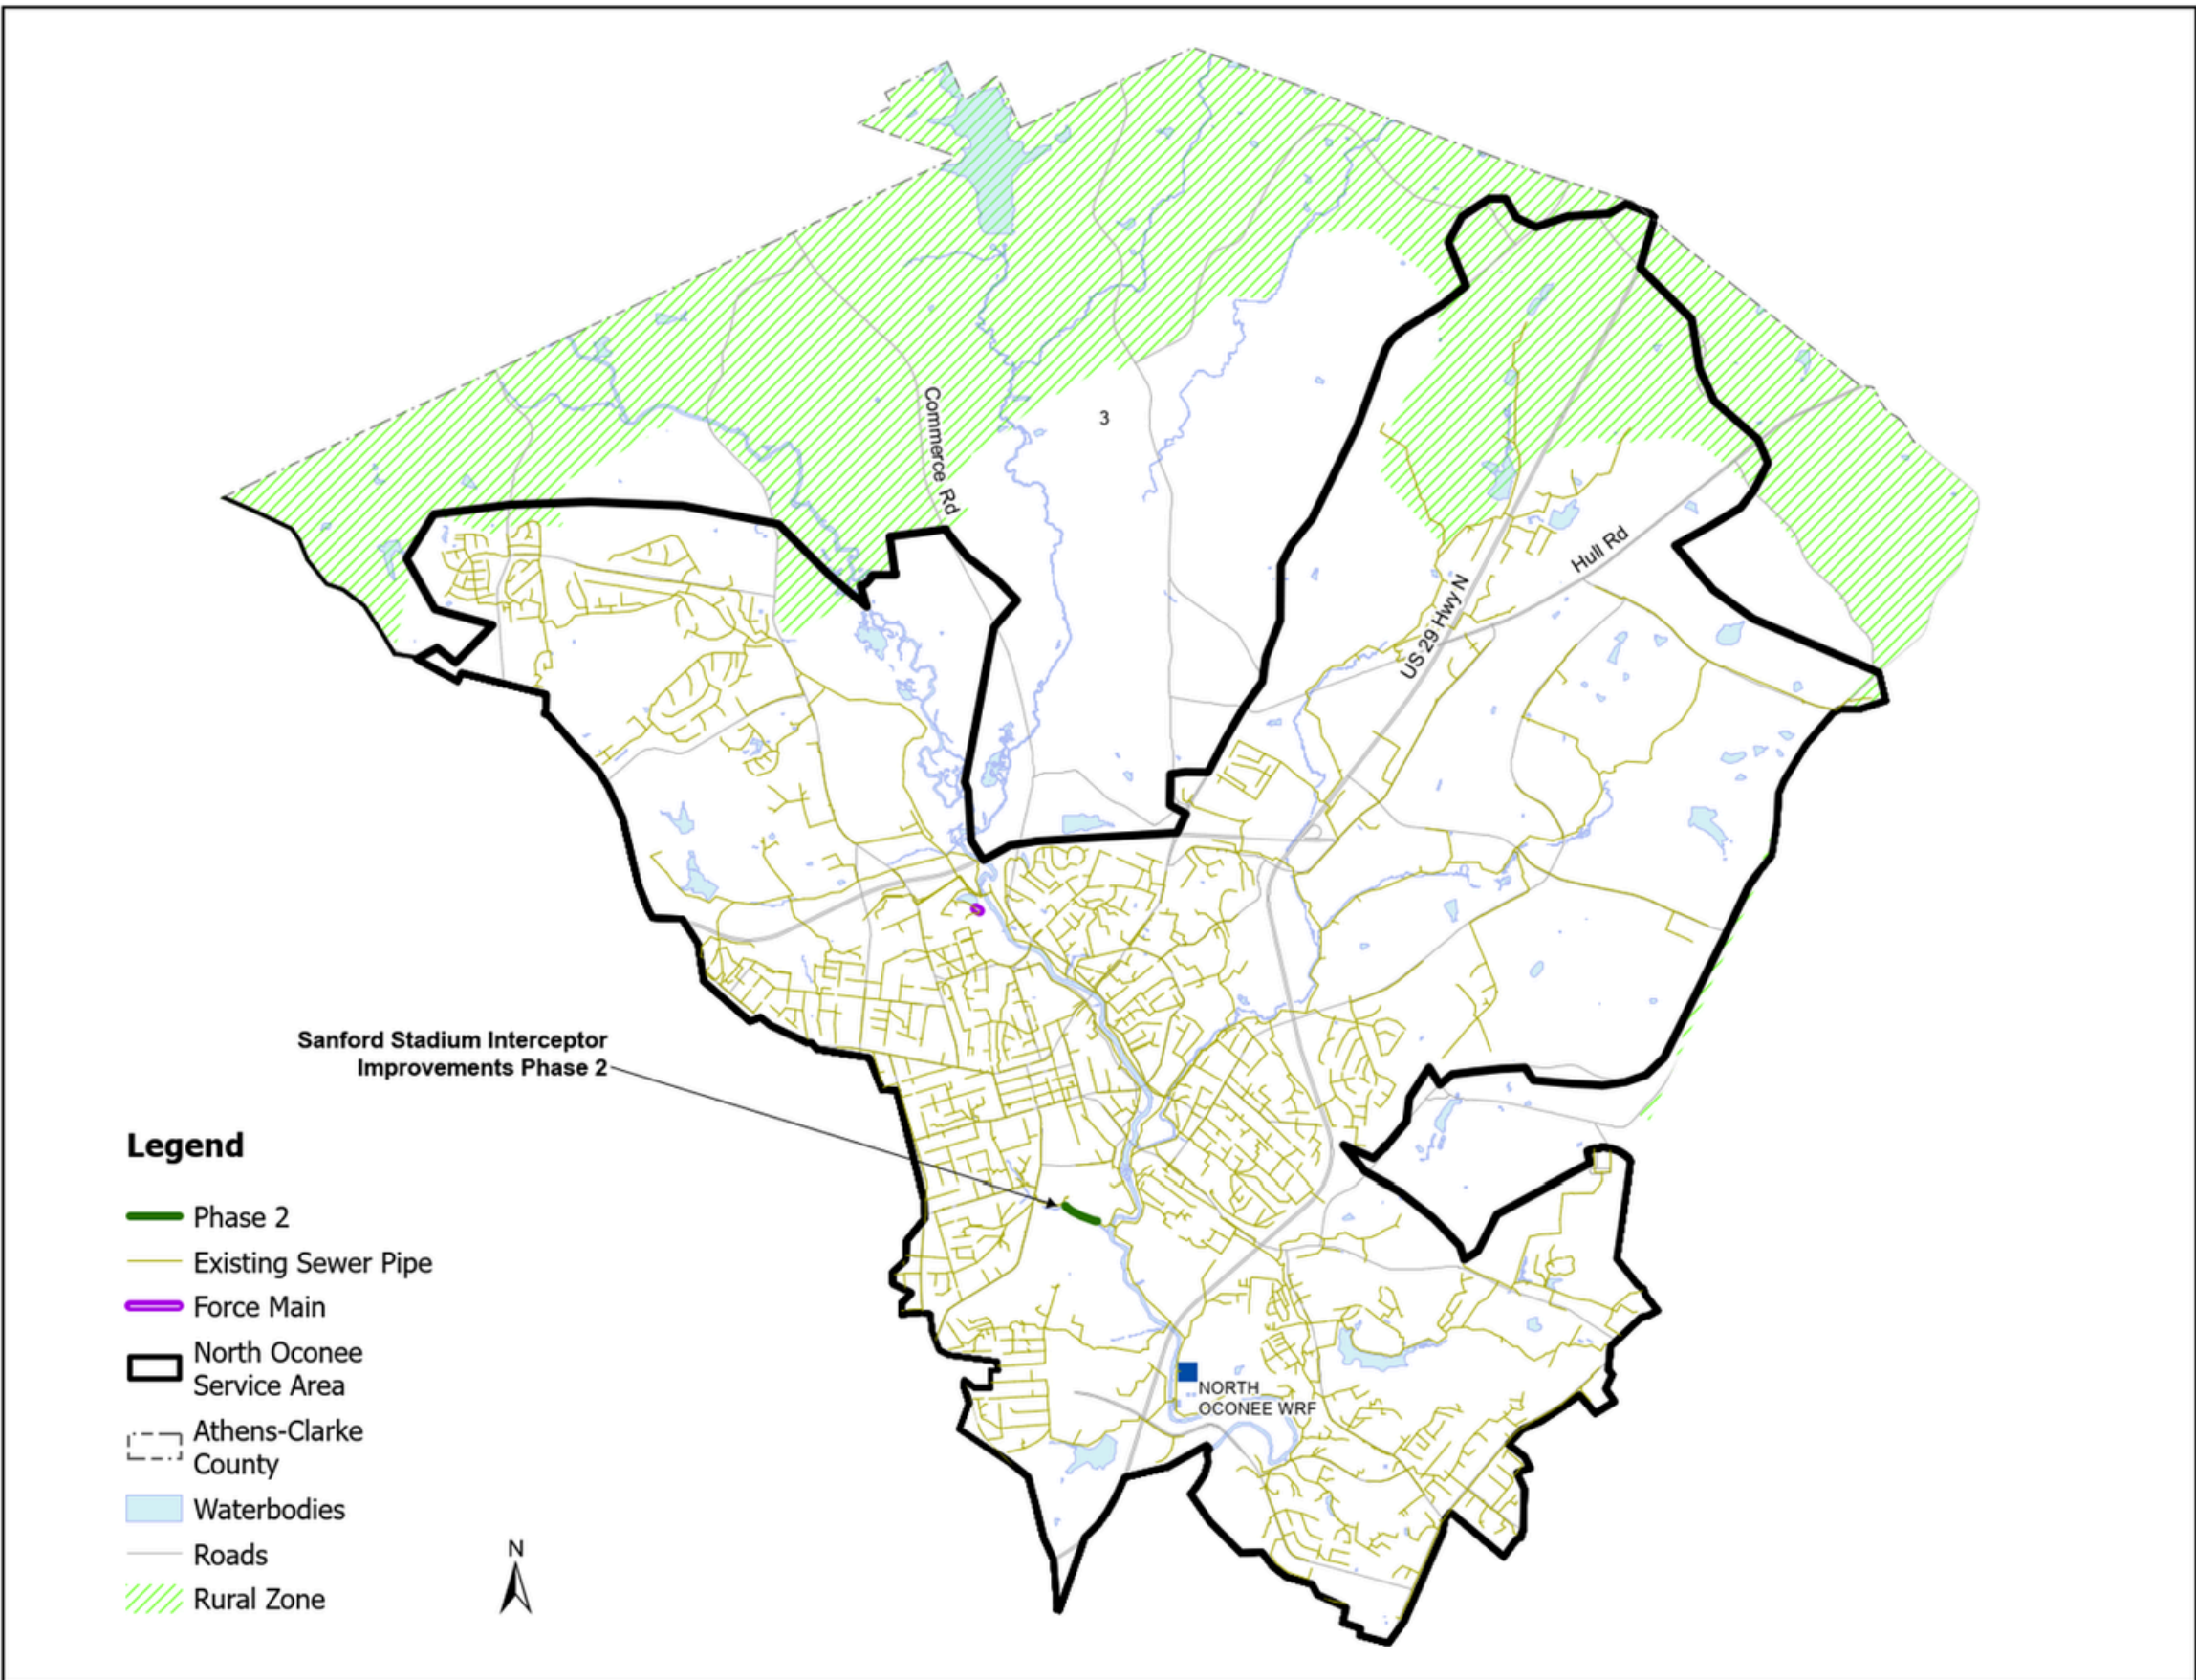 Commerce Rd
3
Hull Rd
US 29 Hwy N
Sanford Stadium Interceptor
Improvements Phase 2
Legend
Phase 2
Existing Sewer Pipe
Force Main
North Oconee
Service Area
Athens-Clarke
County
Waterbodies
Roads
Rural Zone
N
NORTH
OCONEE WRF